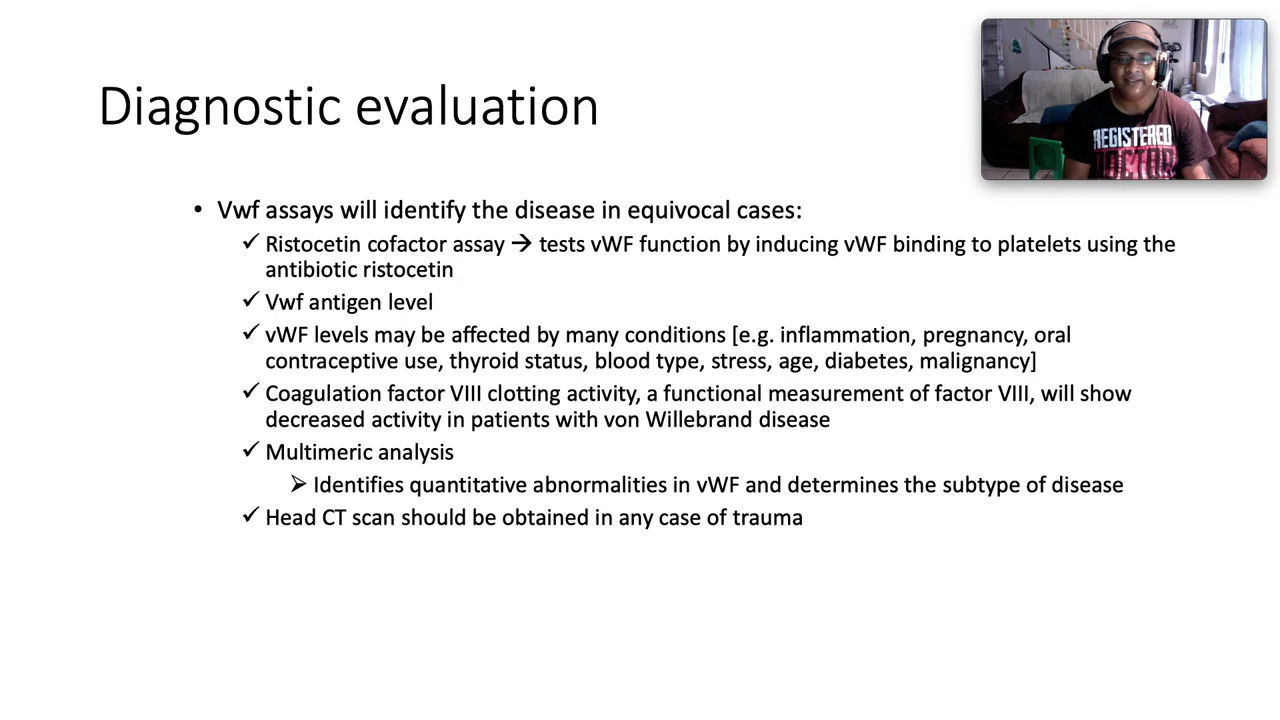 Diagnostic evaluation
REGISTERED
DOCTOR
• Vwf assays will identify the disease in equivocal cases:
✓ Ristocetin cofactor assay → tests vWF function by inducing vWF binding to platelets using the
antibiotic ristocetin
✓ Vwf antigen level
✓ vWF levels may be affected by many conditions [e.g. inflammation, pregnancy, oral
contraceptive use, thyroid status, blood type, stress, age, diabetes, malignancy]
✓ Coagulation factor VIII clotting activity, a functional measurement of factor VIII, will show
decreased activity in patients with von Willebrand disease
✓ Multimeric analysis
➢ Identifies quantitative abnormalities in vWF and determines the subtype of disease
✓ Head CT scan should be obtained in any case of trauma